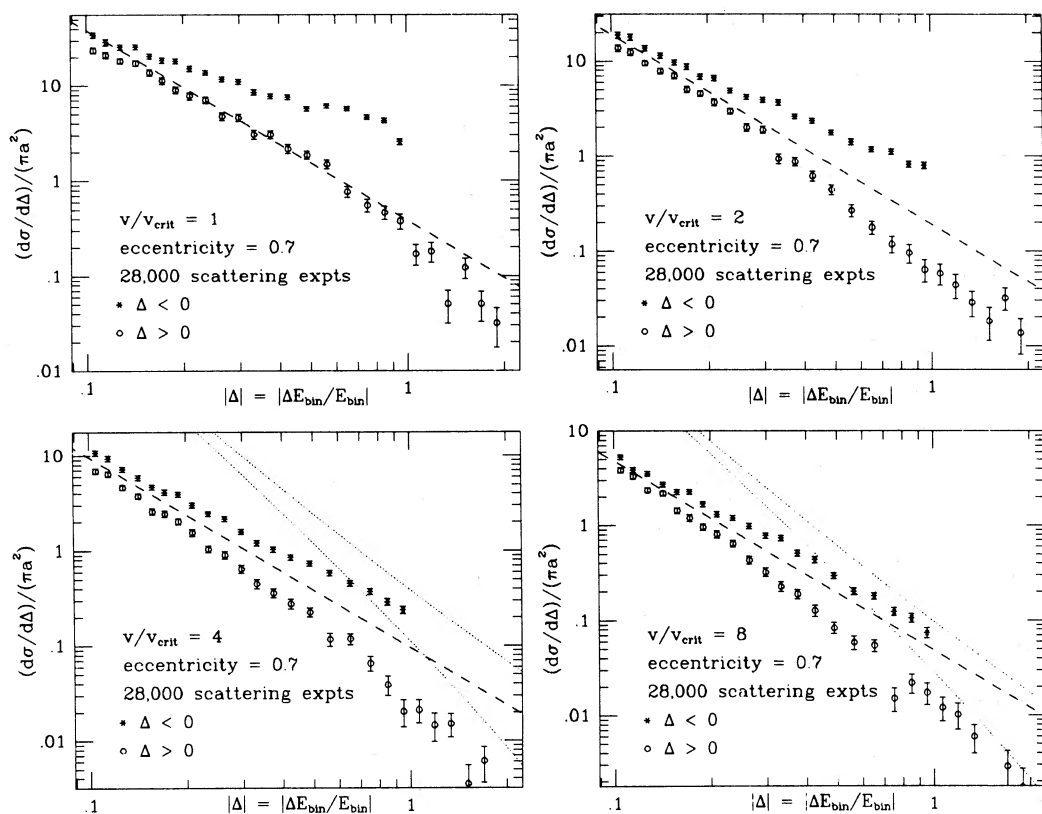 (dσ/dΔ)/(πa²)
10
1
.1
.01
v/v_crit = 1
eccentricity = 0.7
28,000 scattering expts
* Δ < 0
o Δ > 0
.1
1
|Δ| = |ΔE_bin/E_bin|
(dσ/dΔ)/(πa²)
10
1
.1
.01
v/v_crit = 2
eccentricity = 0.7
28,000 scattering expts
* Δ < 0
o Δ > 0
.1
1
|Δ| = |ΔE_bin/E_bin|
(dσ/dΔ)/(πa²)
10
1
.1
.01
v/v_crit = 4
eccentricity = 0.7
28,000 scattering expts
* Δ < 0
o Δ > 0
.1
1
|Δ| = |ΔE_bin/E_bin|
(dσ/dΔ)/(πa²)
10
1
.1
.01
v/v_crit = 8
eccentricity = 0.7
28,000 scattering expts
* Δ < 0
o Δ > 0
.1
1
|Δ| = |ΔE_bin/E_bin|